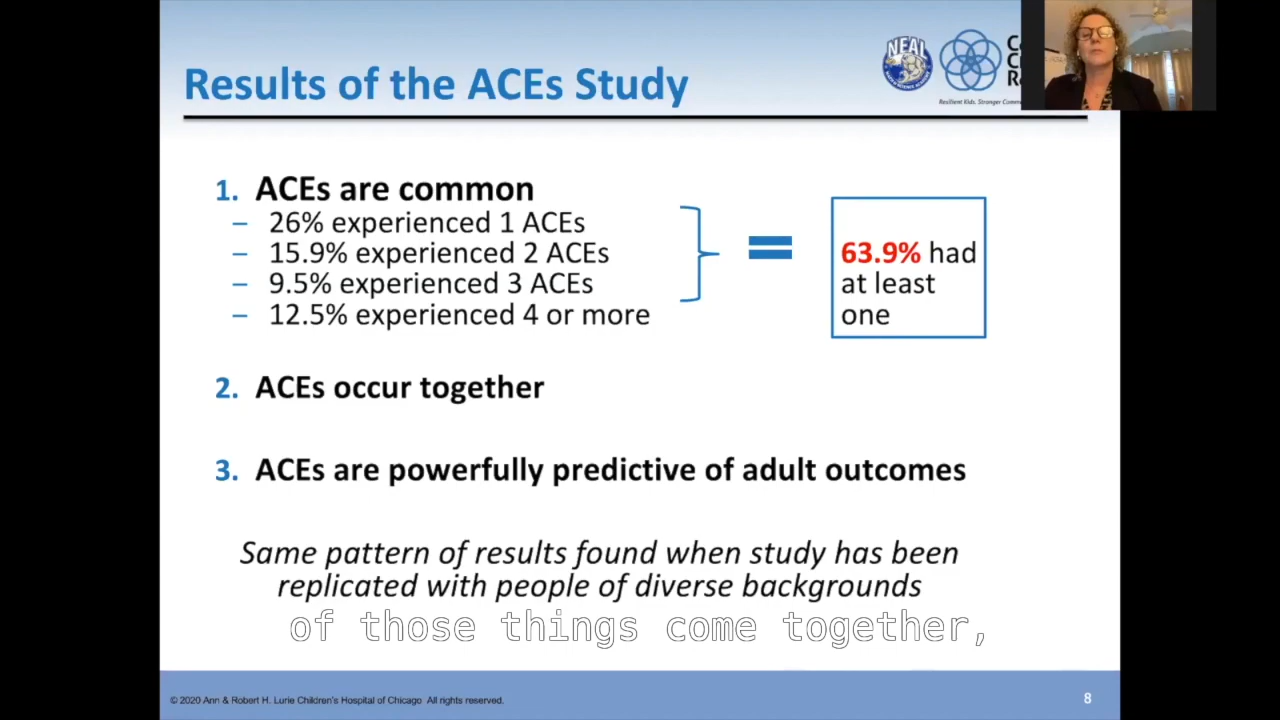 NEAL
Results of the ACEs Study
Resilient Kids. Stronger
1. ACEs are common
– 26% experienced 1 ACEs
– 15.9% experienced 2 ACEs
– 9.5% experienced 3 ACEs
– 12.5% experienced 4 or more
63.9% had
at least
one
2. ACEs occur together
3. ACEs are powerfully predictive of adult outcomes
Same pattern of results found when study has been
replicated with people of diverse backgrounds
of those things come together,
© 2020 Ann & Robert H. Lurie Children's Hospital of Chicago All rights reserved.
8